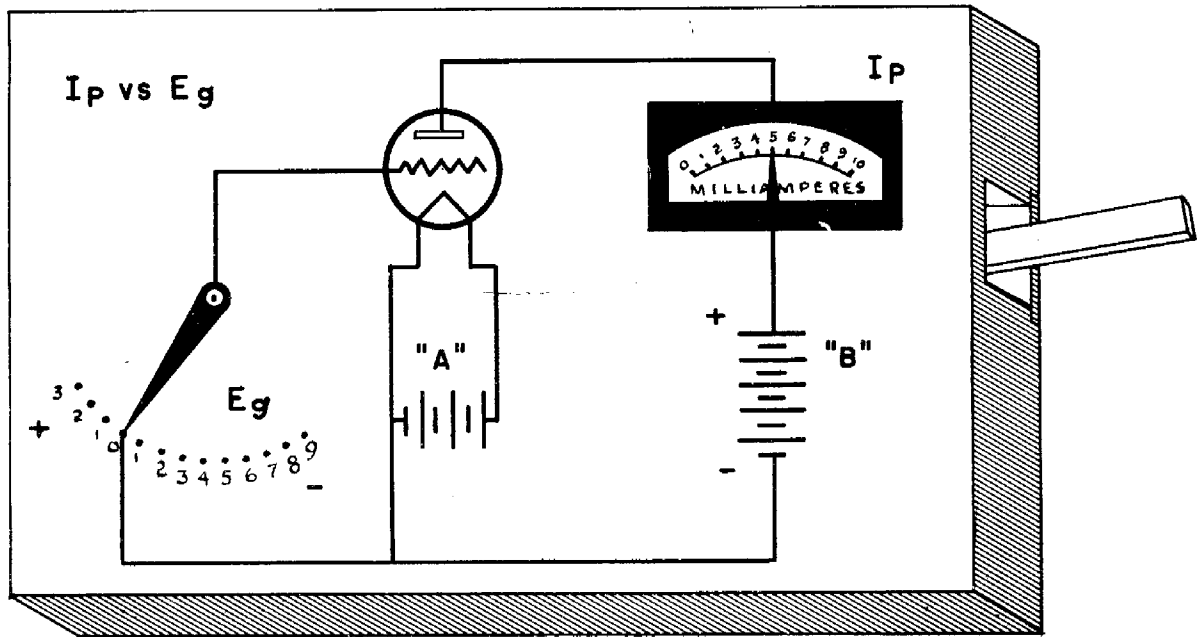 Ip vs Eg
Ip
0 1 2 3 4 5 6 7 8 9 10
MILLIAMPERES
+
"B"
-
"A"
Eg
+
3 2 1 0 1 2 3 4 5 6 7 8 9
-